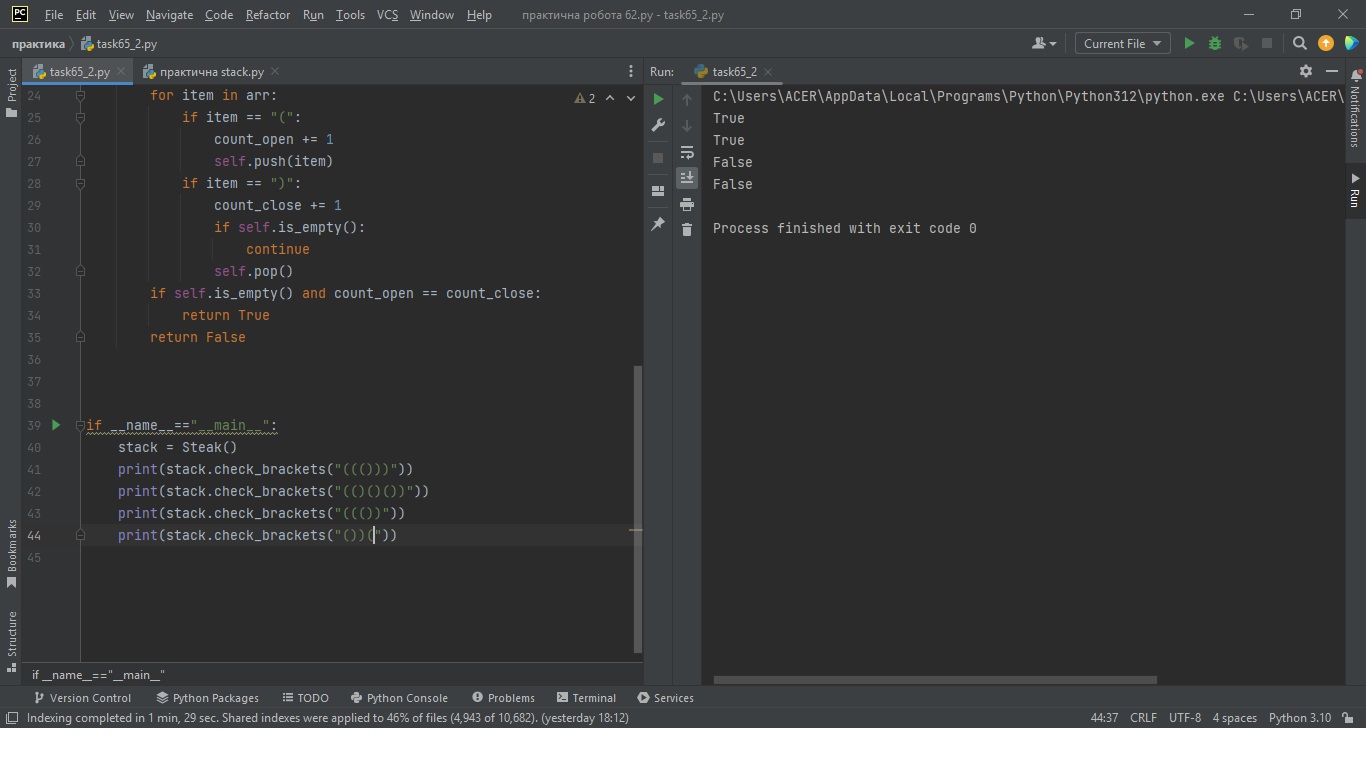 PC File Edit View Navigate Code Refactor Run Tools VCS Window Help практична робота 62.py - task65_2.py
практика task65_2.py Current File
Project
task65_2.py практична stack.py
Run: task65_2
24 for item in arr:
2
25 if item == "(":
26 count_open += 1
27 self.push(item)
28 if item == ")":
29 count_close += 1
30 if self.is_empty():
31 continue
32 self.pop()
33 if self.is_empty() and count_open == count_close:
34 return True
35 return False
36
37
38
39 if __name__=="__main__":
40 stack = Steak()
41 print(stack.check_brackets("((()))"))
42 print(stack.check_brackets("(()()())"))
43 print(stack.check_brackets("((())"))
44 print(stack.check_brackets("())("))
45
if __name__=="__main__"
C:\Users\ACER\AppData\Local\Programs\Python\Python312\python.exe C:\Users\ACER\
True
True
False
False
Process finished with exit code 0
Notifications
Run
Bookmarks
Structure
Version Control Python Packages TODO Python Console Problems Terminal Services
Indexing completed in 1 min, 29 sec. Shared indexes were applied to 46% of files (4,943 of 10,682). (yesterday 18:12) 44:37 CRLF UTF-8 4 spaces Python 3.10